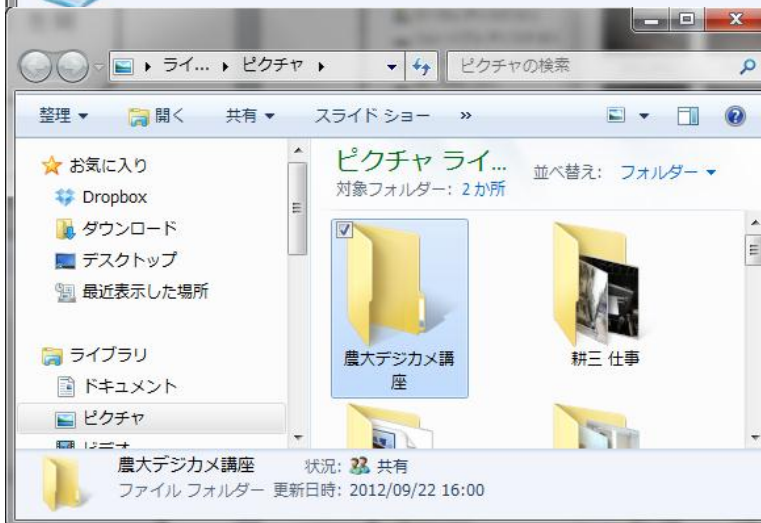 ライ... ピクチャ ピクチャの検索
整理 開く 共有 スライド ショー »
お気に入り
Dropbox
ダウンロード
デスクトップ
最近表示した場所
ライブラリ
ドキュメント
ピクチャ
ビデオ
ピクチャ ライ...
対象フォルダー: 2 か所
並べ替え: フォルダー
農大デジカメ講
座
耕三 仕事
農大デジカメ講座 状況: 共有
ファイル フォルダー 更新日時: 2012/09/22 16:00